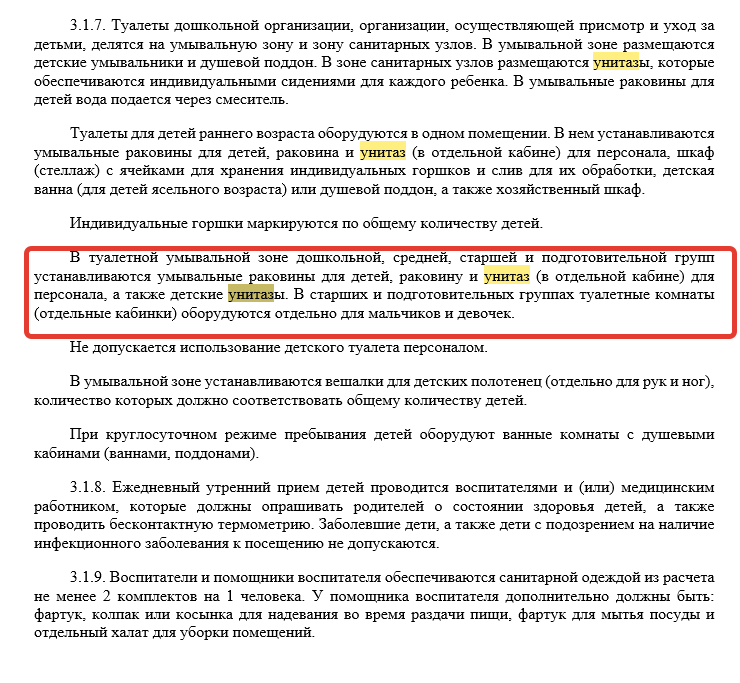 3.1.7. Туалеты дошкольной организации, организации, осуществляющей присмотр и уход за
детьми, делятся на умывальную зону и зону санитарных узлов. В умывальной зоне размещаются
детские умывальники и душевой поддон. В зоне санитарных узлов размещаются унитазы, которые
обеспечиваются индивидуальными сидениями для каждого ребенка. В умывальные раковины для
детей вода подается через смеситель.
Туалеты для детей раннего возраста оборудуются в одном помещении. В нем устанавливаются
умывальные раковины для детей, раковина и унитаз (в отдельной кабине) для персонала, шкаф
(стеллаж) с ячейками для хранения индивидуальных горшков и слив для их обработки, детская
ванна (для детей ясельного возраста) или душевой поддон, а также хозяйственный шкаф.
Индивидуальные горшки маркируются по общему количеству детей.
В туалетной умывальной зоне дошкольной, средней, старшей и подготовительной групп
устанавливаются умывальные раковины для детей, раковину и унитаз (в отдельной кабине) для
персонала, а также детские унитазы. В старших и подготовительных группах туалетные комнаты
(отдельные кабинки) оборудуются отдельно для мальчиков и девочек.
Не допускается использование детского туалета персоналом.
В умывальной зоне устанавливаются вешалки для детских полотенец (отдельно для рук и ног),
количество которых должно соответствовать общему количеству детей.
При круглосуточном режиме пребывания детей оборудуют ванные комнаты с душевыми
кабинами (ваннами, поддонами).
3.1.8. Ежедневный утренний прием детей проводится воспитателями и (или) медицинским
работником, которые должны опрашивать родителей о состоянии здоровья детей, а также
проводить бесконтактную термометрию. Заболевшие дети, а также дети с подозрением на наличие
инфекционного заболевания к посещению не допускаются.
3.1.9. Воспитатели и помощники воспитателя обеспечиваются санитарной одеждой из расчета
не менее 2 комплектов на 1 человека. У помощника воспитателя дополнительно должны быть:
фартук, колпак или косынка для надевания во время раздачи пищи, фартук для мытья посуды и
отдельный халат для уборки помещений.